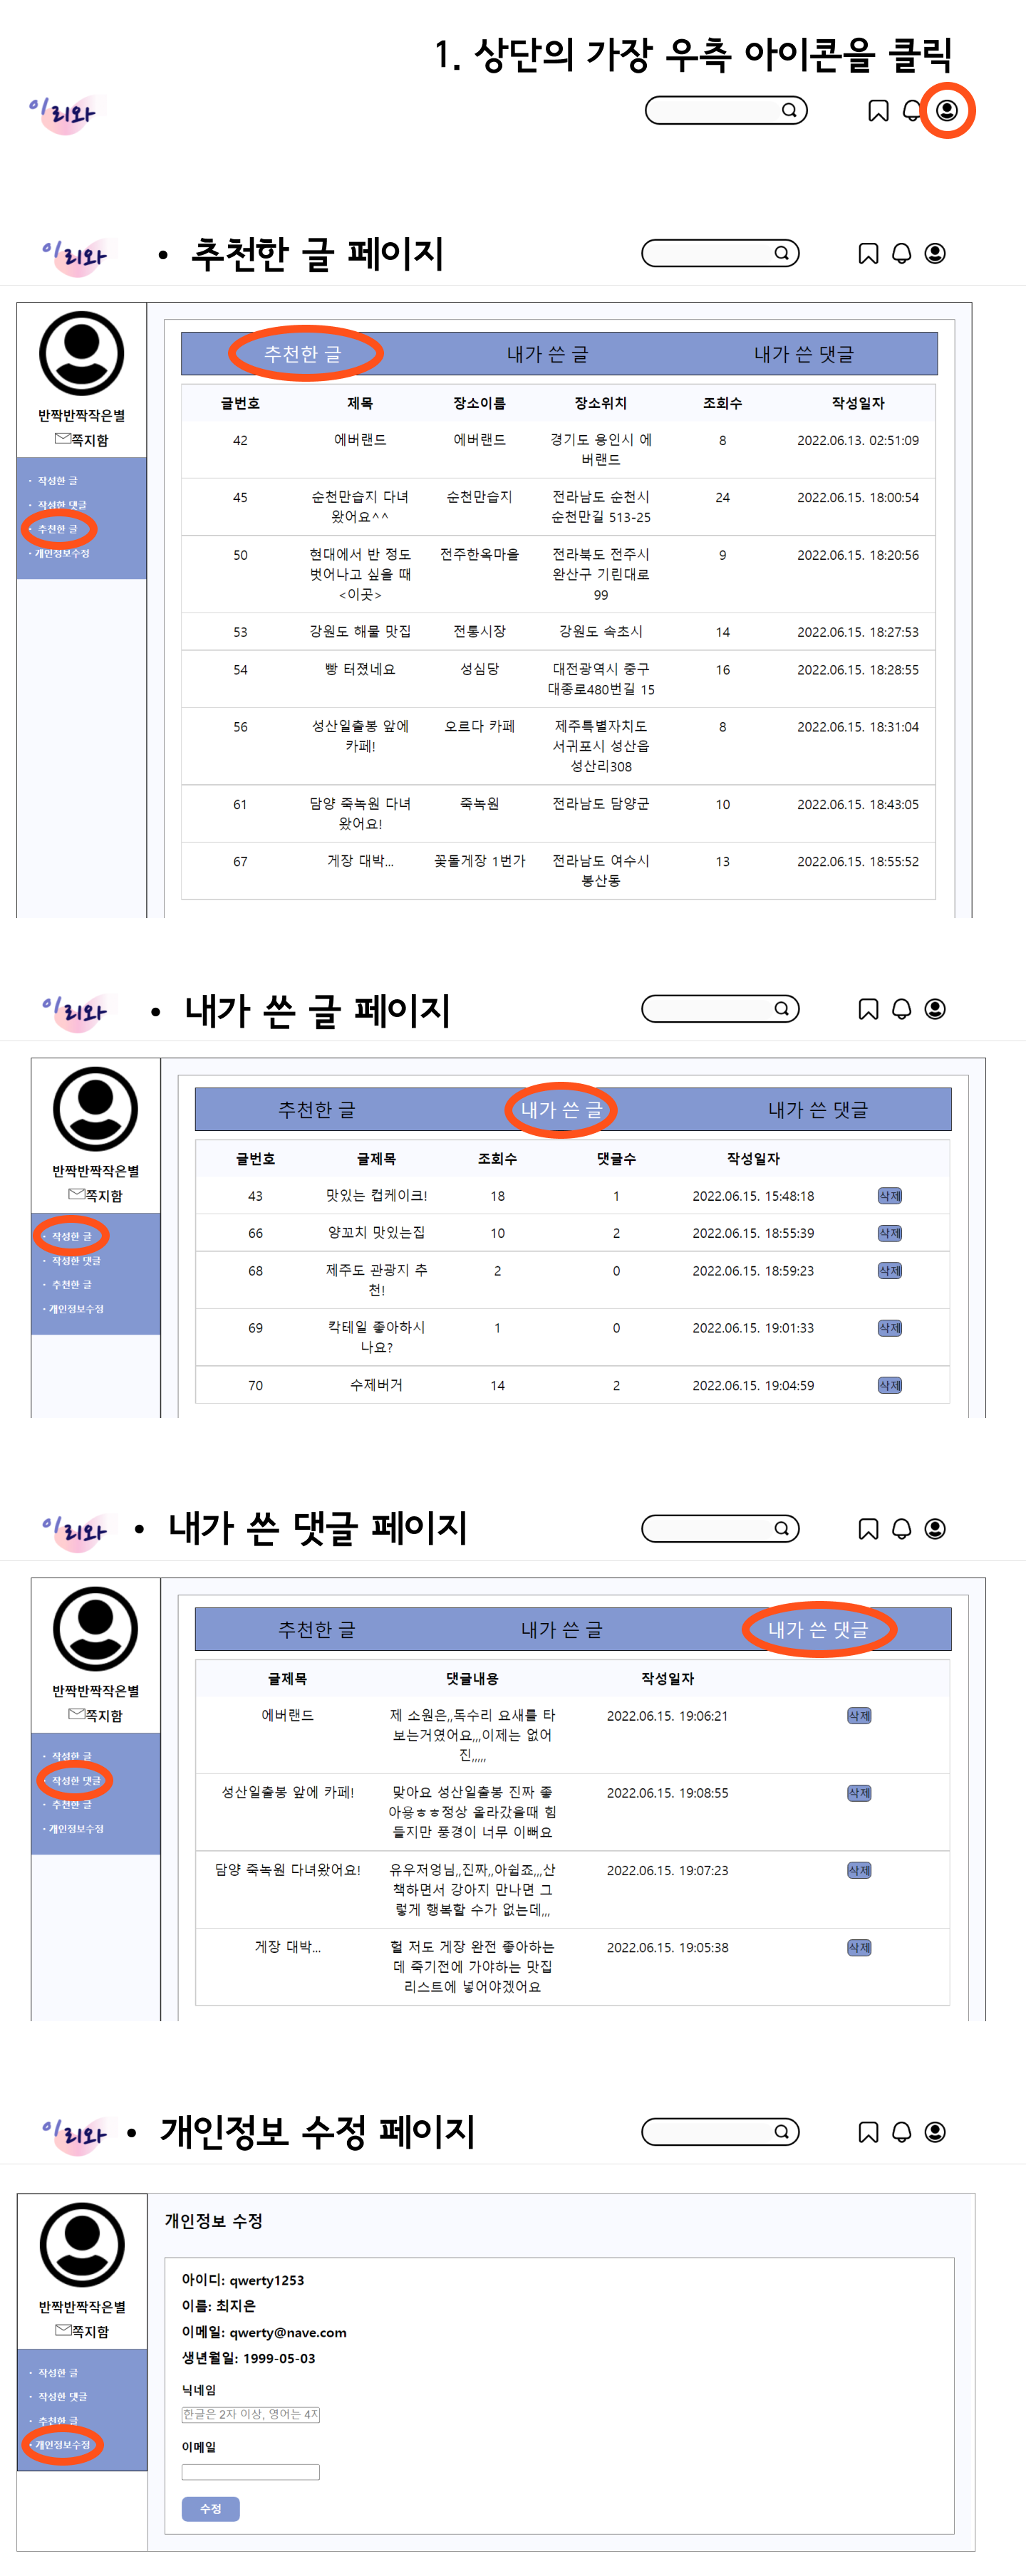 1. 상단의 가장 우측 아이콘을 클릭
이리와
이리와
• 추천한 글 페이지
반짝반짝작은별
쪽지함
· 작성한 글
· 작성한 댓글
· 추천한 글
· 개인정보수정
추천한 글 내가 쓴 글 내가 쓴 댓글
글번호 제목 장소이름 장소위치 조회수 작성일자
42 에버랜드 에버랜드 경기도 용인시 에 8 2022.06.13. 02:51:09
버랜드
45 순천만습지 다녀 순천만습지 전라남도 순천시 24 2022.06.15. 18:00:54
왔어요^^ 순천만길 513-25
50 현대에서 반 정도 전주한옥마을 전라북도 전주시 9 2022.06.15. 18:20:56
벗어나고 싶을 때 완산구 기린대로
<이곳> 99
53 강원도 해물 맛집 전통시장 강원도 속초시 14 2022.06.15. 18:27:53
54 빵 터졌네요 성심당 대전광역시 중구 16 2022.06.15. 18:28:55
대종로480번길 15
56 성산일출봉 앞에 오르다 카페 제주특별자치도 8 2022.06.15. 18:31:04
카페! 서귀포시 성산읍
성산리308
61 담양 죽녹원 다녀 죽녹원 전라남도 담양군 10 2022.06.15. 18:43:05
왔어요!
67 게장 대박... 꽃돌게장 1번가 전라남도 여수시 13 2022.06.15. 18:55:52
봉산동
이리와
• 내가 쓴 글 페이지
반짝반짝작은별
쪽지함
· 작성한 글
· 작성한 댓글
· 추천한 글
· 개인정보수정
추천한 글 내가 쓴 글 내가 쓴 댓글
글번호 글제목 조회수 댓글수 작성일자
43 맛있는 컵케이크! 18 1 2022.06.15. 15:48:18 삭제
66 양꼬치 맛있는집 10 2 2022.06.15. 18:55:39 삭제
68 제주도 관광지 추 2 0 2022.06.15. 18:59:23 삭제
천!
69 칵테일 좋아하시 1 0 2022.06.15. 19:01:33 삭제
나요?
70 수제버거 14 2 2022.06.15. 19:04:59 삭제
이리와
• 내가 쓴 댓글 페이지
반짝반짝작은별
쪽지함
· 작성한 글
· 작성한 댓글
· 추천한 글
· 개인정보수정
추천한 글 내가 쓴 글 내가 쓴 댓글
글제목 댓글내용 작성일자
에버랜드 제 소원은,,독수리 요새를 타 2022.06.15. 19:06:21 삭제
보는거였어요,,,이제는 없어
진,,,,,
성산일출봉 앞에 카페! 맞아요 성산일출봉 진짜 좋 2022.06.15. 19:08:55 삭제
아용ㅎㅎ정상 올라갔을때 힘
들지만 풍경이 너무 이뻐요
담양 죽녹원 다녀왔어요! 유우저엉님,,진짜,,아쉽죠,,,산 2022.06.15. 19:07:23 삭제
책하면서 강아지 만나면 그
렇게 행복할 수가 없는데,,,
게장 대박... 헐 저도 게장 완전 좋아하는 2022.06.15. 19:05:38 삭제
데 죽기전에 가야하는 맛집
리스트에 넣어야겠어요
이리와
• 개인정보 수정 페이지
반짝반짝작은별
쪽지함
· 작성한 글
· 작성한 댓글
· 추천한 글
· 개인정보수정
개인정보 수정
아이디: qwerty1253
이름: 최지은
이메일: qwerty@nave.com
생년월일: 1999-05-03
닉네임
한글은 2자 이상, 영어는 4자
이메일
수정